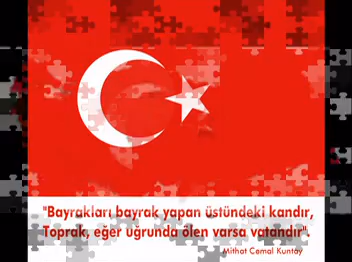 "Bayrakları bayrak yapan üstündeki kandır,
Toprak, eğer uğrunda ölen varsa vatandır".
Mithat Cemal Kuntay